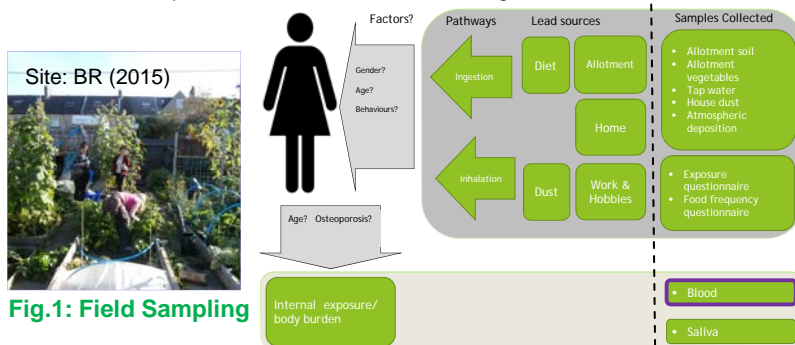 Site: BR (2015)
Fig.1: Field Sampling
Factors?
Gender?
Age?
Behaviours?
Age? Osteoporosis?
Pathways
Lead sources
Ingestion
Inhalation
Diet
Allotment
Home
Dust
Work &
Hobbies
Samples Collected
• Allotment soil
• Allotment
vegetables
• Tap water
• House dust
• Atmospheric
deposition
• Exposure
questionnaire
• Food frequency
questionnaire
Internal exposure/
body burden
• Blood
• Saliva